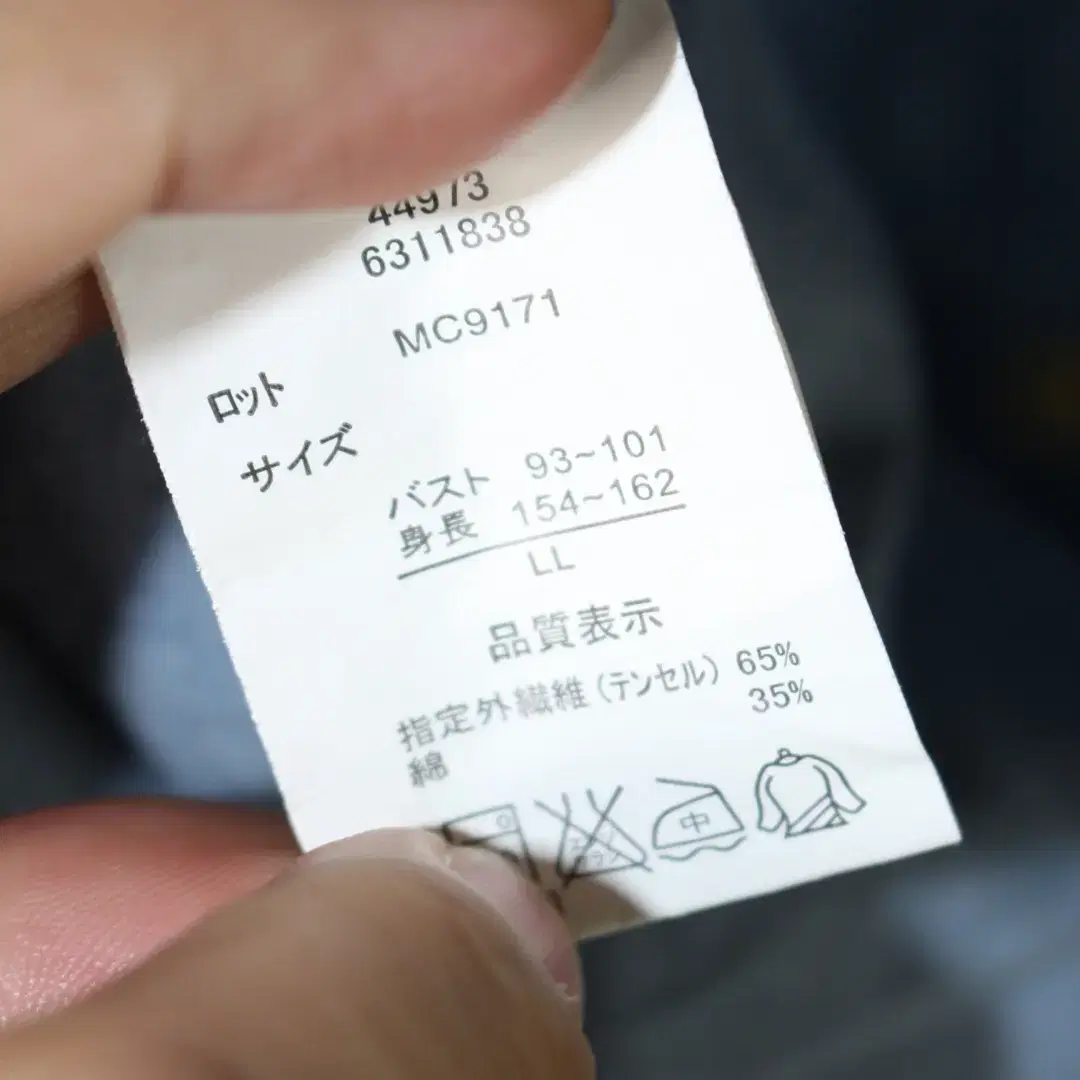 44973
6311838
MC9171
ロット
サイズ
バスト 93~101
身長 154~162
LL
品質表示
指定外繊維(テンセル) 65%
綿 35%
中